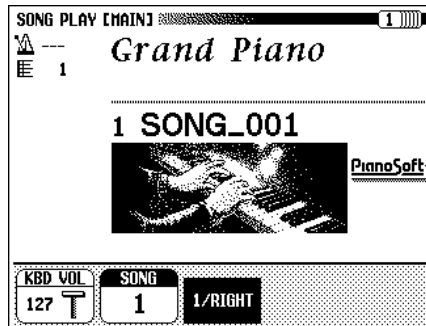 SONG PLAY [MAIN] 1
---
1
Grand Piano
1 SONG_001
PianoSoft
KBD VOL
127
SONG
1
1/RIGHT